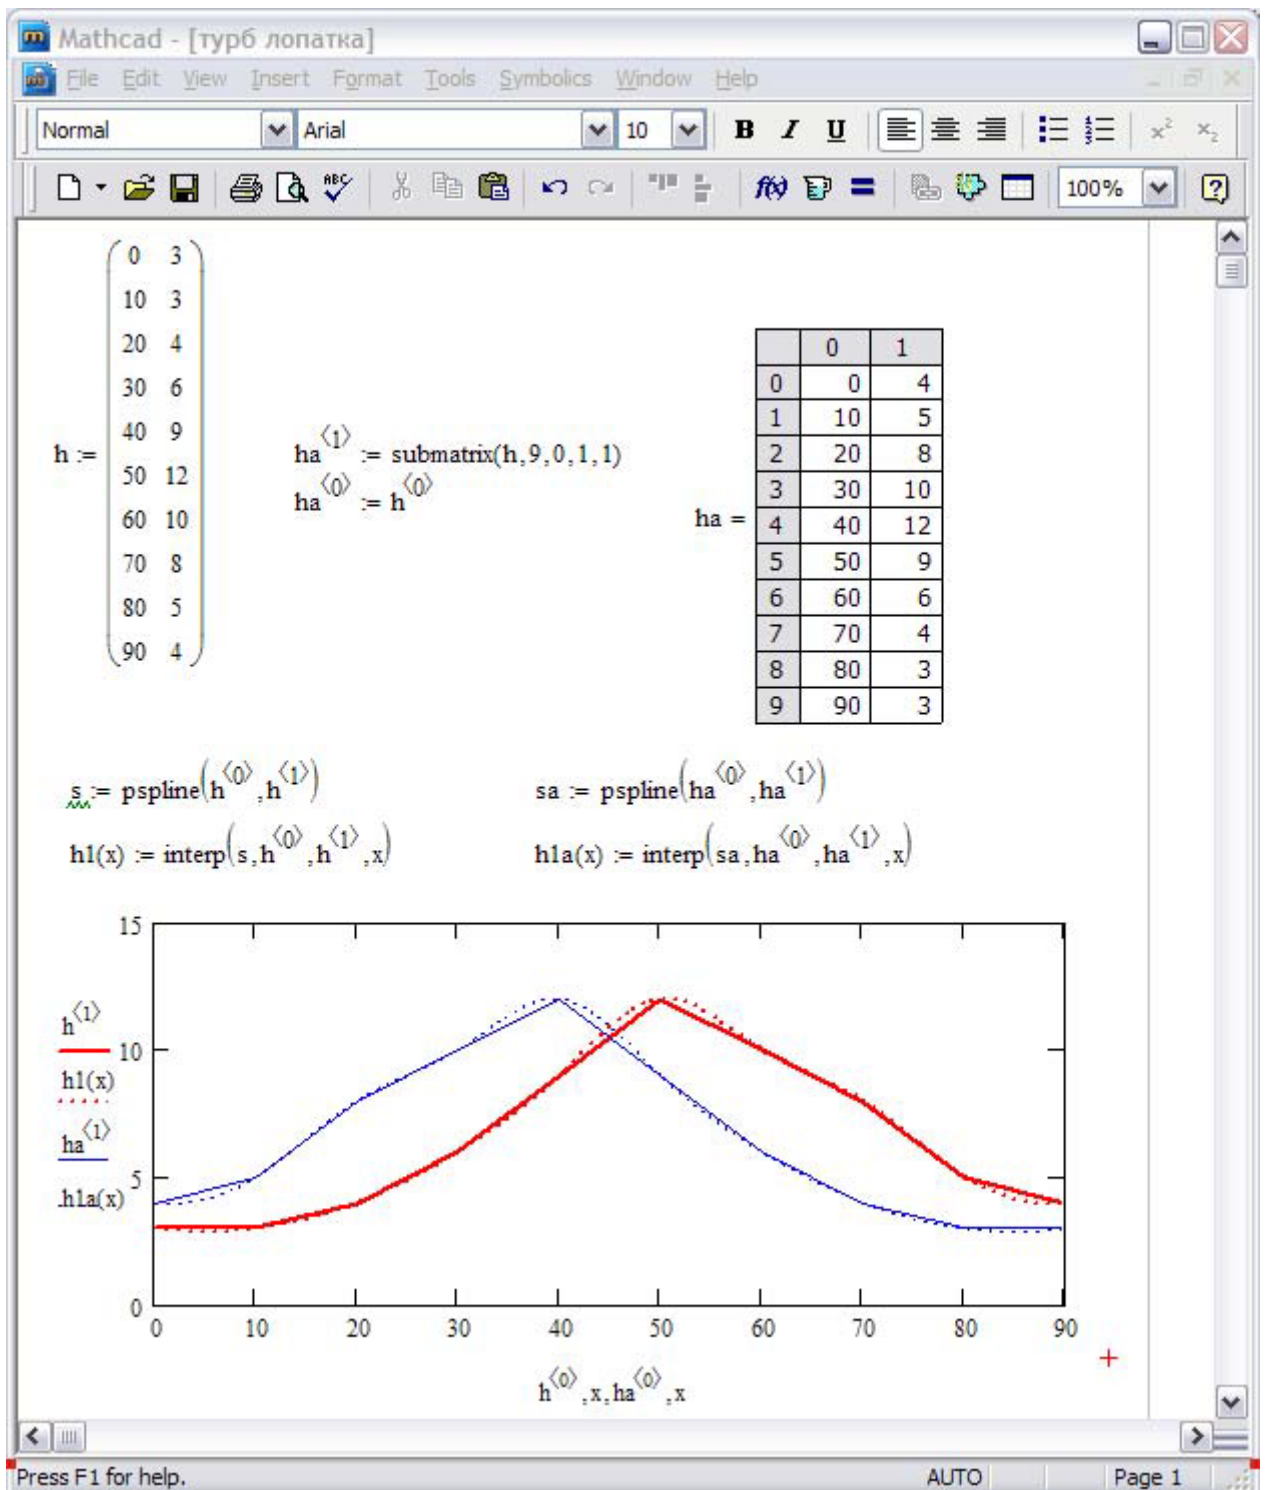 Mathcad - [турб лопатка]
File Edit View Insert Format Tools Symbolics Window Help
Normal Arial 10 B I U x² x₂
ABC f(x) = 100% ?
h := 
0 3
10 3
20 4
30 6
40 9
50 12
60 10
70 8
80 5
90 4
ha⟨1⟩ := submatrix(h,9,0,1,1)
ha⟨0⟩ := h⟨0⟩
ha =
0 1
0 0 4
1 10 5
2 20 8
3 30 10
4 40 12
5 50 9
6 60 6
7 70 4
8 80 3
9 90 3
s := pspline(h⟨0⟩,h⟨1⟩) sa := pspline(ha⟨0⟩,ha⟨1⟩)
h1(x) := interp(s,h⟨0⟩,h⟨1⟩,x) h1a(x) := interp(sa,ha⟨0⟩,ha⟨1⟩,x)
15
h⟨1⟩
10
h1(x)
ha⟨1⟩
5
h1a(x)
0
0 10 20 30 40 50 60 70 80 90
h⟨0⟩,x,ha⟨0⟩,x
Press F1 for help. AUTO Page 1